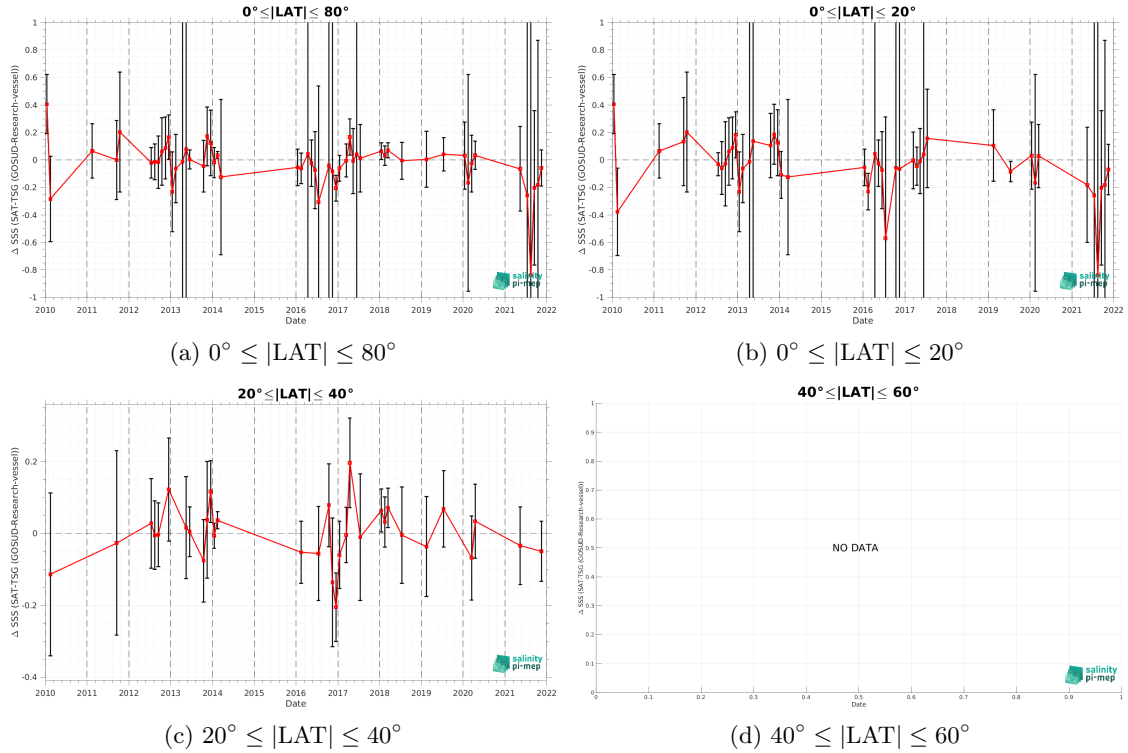 0°≤|LAT|≤ 80°
Δ SSS (SAT-TSG (GOSUD-Research-vessel))
1
0.8
0.6
0.4
0.2
0
-0.2
-0.4
-0.6
-0.8
-1
2010 2011 2012 2013 2014 2015 2016 2017 2018 2019 2020 2021 2022
Date
salinity
pi-mep
(a) 0° ≤ |LAT| ≤ 80°
0°≤|LAT|≤ 20°
Δ SSS (SAT-TSG (GOSUD-Research-vessel))
1
0.8
0.6
0.4
0.2
0
-0.2
-0.4
-0.6
-0.8
-1
2010 2011 2012 2013 2014 2015 2016 2017 2018 2019 2020 2021 2022
Date
salinity
pi-mep
(b) 0° ≤ |LAT| ≤ 20°
20°≤|LAT|≤ 40°
Δ SSS (SAT-TSG (GOSUD-Research-vessel))
0.2
0
-0.2
-0.4
2010 2011 2012 2013 2014 2015 2016 2017 2018 2019 2020 2021 2022
Date
salinity
pi-mep
(c) 20° ≤ |LAT| ≤ 40°
40°≤|LAT|≤ 60°
Δ SSS (SAT-TSG (GOSUD-Research-vessel))
1
0.9
0.8
0.7
0.6
0.5
0.4
0.3
0.2
0.1
0
NO DATA
0 0.1 0.2 0.3 0.4 0.5 0.6 0.7 0.8 0.9 1
Date
salinity
pi-mep
(d) 40° ≤ |LAT| ≤ 60°